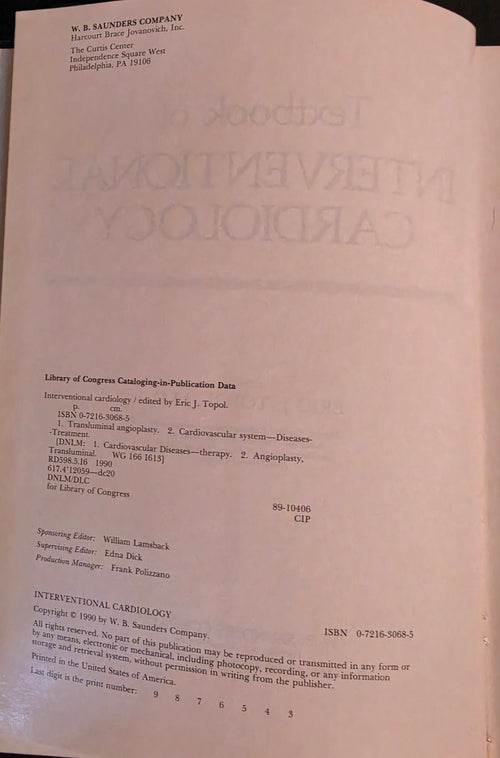 W. B. SAUNDERS COMPANY
Harcourt Brace Jovanovich, Inc.
The Curtis Center
Independence Square West
Philadelphia, PA 19106
Textbook of
INTERVENTIONAL
CARDIOLOGY
Library of Congress Cataloging-in-Publication Data
Interventional cardiology / edited by Eric J. Topol.
p. cm.
ISBN 0-7216-3068-5
1. Transluminal angioplasty. 2. Cardiovascular system—Diseases-
-Treatment.
[DNLM: 1. Cardiovascular Diseases—therapy. 2. Angioplasty,
Transluminal. WG 166 1613]
RD598.5.16 1990
617.4'12059—dc20
DNLM/DLC
for Library of Congress
89-10406
CIP
Sponsoring Editor: William Lamsback
Supervising Editor: Edna Dick
Production Manager: Frank Polizzano
INTERVENTIONAL CARDIOLOGY
ISBN 0-7216-3068-5
Copyright © 1990 by W. B. Saunders Company.
All rights reserved. No part of this publication may be reproduced or transmitted in any form or
by any means, electronic or mechanical, including photocopy, recording, or any information
storage and retrieval system, without permission in writing from the publisher.
Printed in the United States of America.
Last digit is the print number: 9 8 7 6 5 4 3